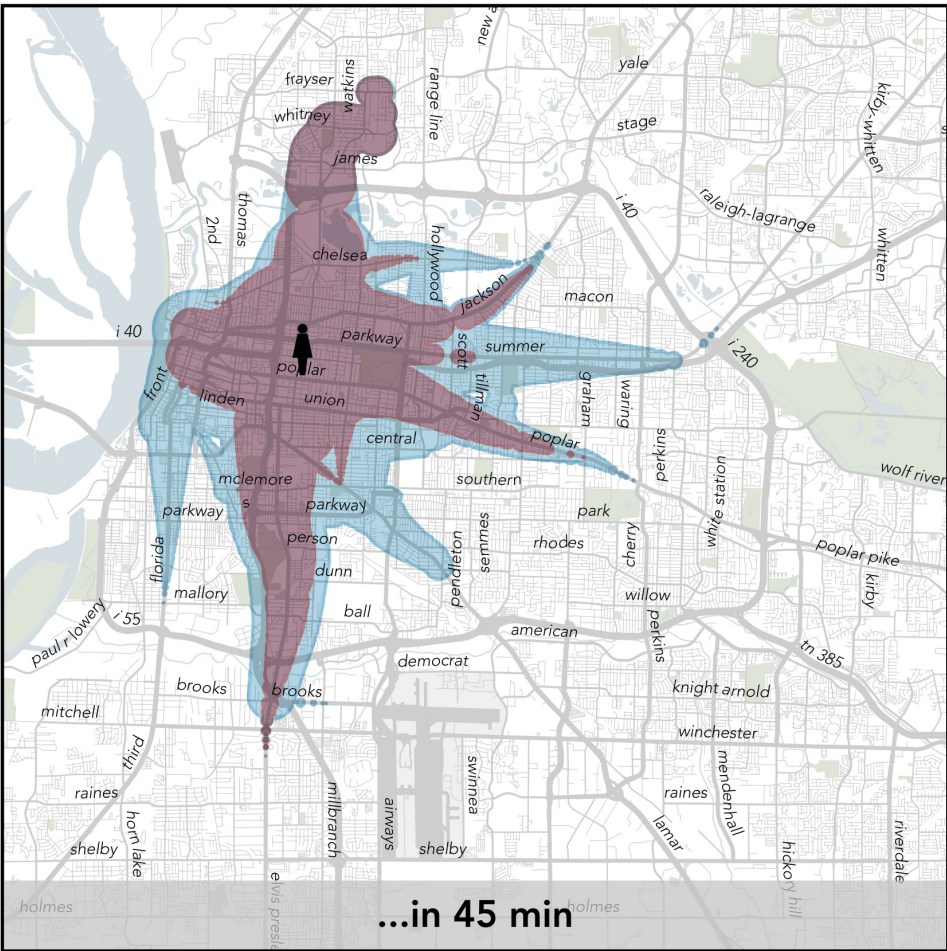 new a
yale
frayser
watkins
range line
kirby-whitten
whitney
stage
james
thomas
2nd
i 40
raleigh-lagrange
whitten
chelsea
hollywood
jackson
macon
i 40
parkway
scott
summer
i 240
poplar
front
linden
union
tillman
graham
waring
central
poplar
perkins
white station
wolf river
mclemore
southern
s
parkway
parkway
park
person
semmes
rhodes
cherry
poplar pike
florida
dunn
pendleton
mallory
willow
kirby
ball
i 55
paul r lowery
american
perkins
tn 385
democrat
brooks
brooks
knight arnold
mitchell
winchester
third
swinnea
mendenhall
raines
millbranch
raines
horn lake
airways
lamar
riverdale
shelby
shelby
hickory hill
holmes
elvis presle
holmes
...in 45 min